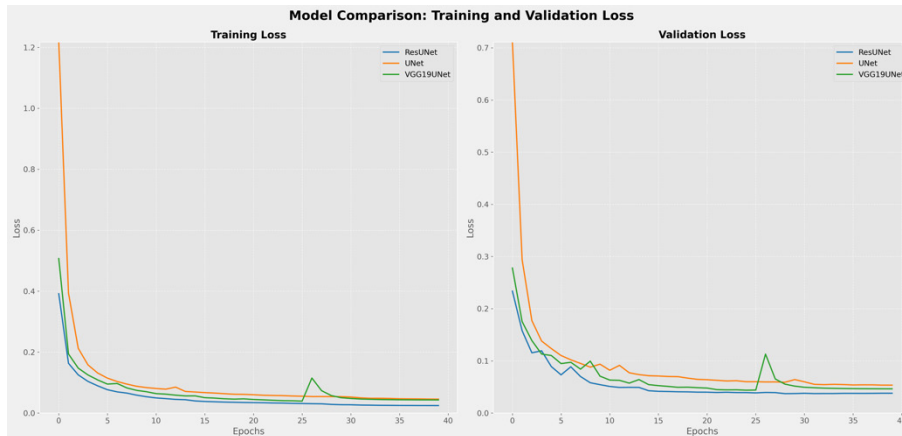 Model Comparison: Training and Validation Loss
Training Loss
Loss
1.2
1.0
0.8
0.6
0.4
0.2
0.0
0 5 10 15 20 25 30 35 40
Epochs
ResUNet
UNet
VGG19UNet
Validation Loss
Loss
0.7
0.6
0.5
0.4
0.3
0.2
0.1
0.0
0 5 10 15 20 25 30 35
Epochs
ResUNet
UNet
VGG19UNet